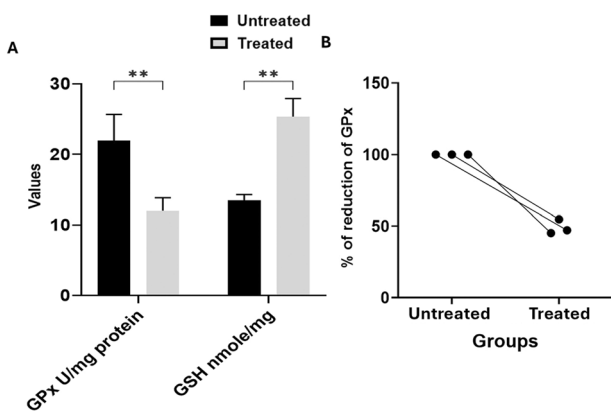 Untreated
Treated
A
B
**
**
30
20
10
0
Values
GPx U/mg protein
GSH nmole/mg
150
100
50
0
% of reduction of GPx
Untreated
Treated
Groups